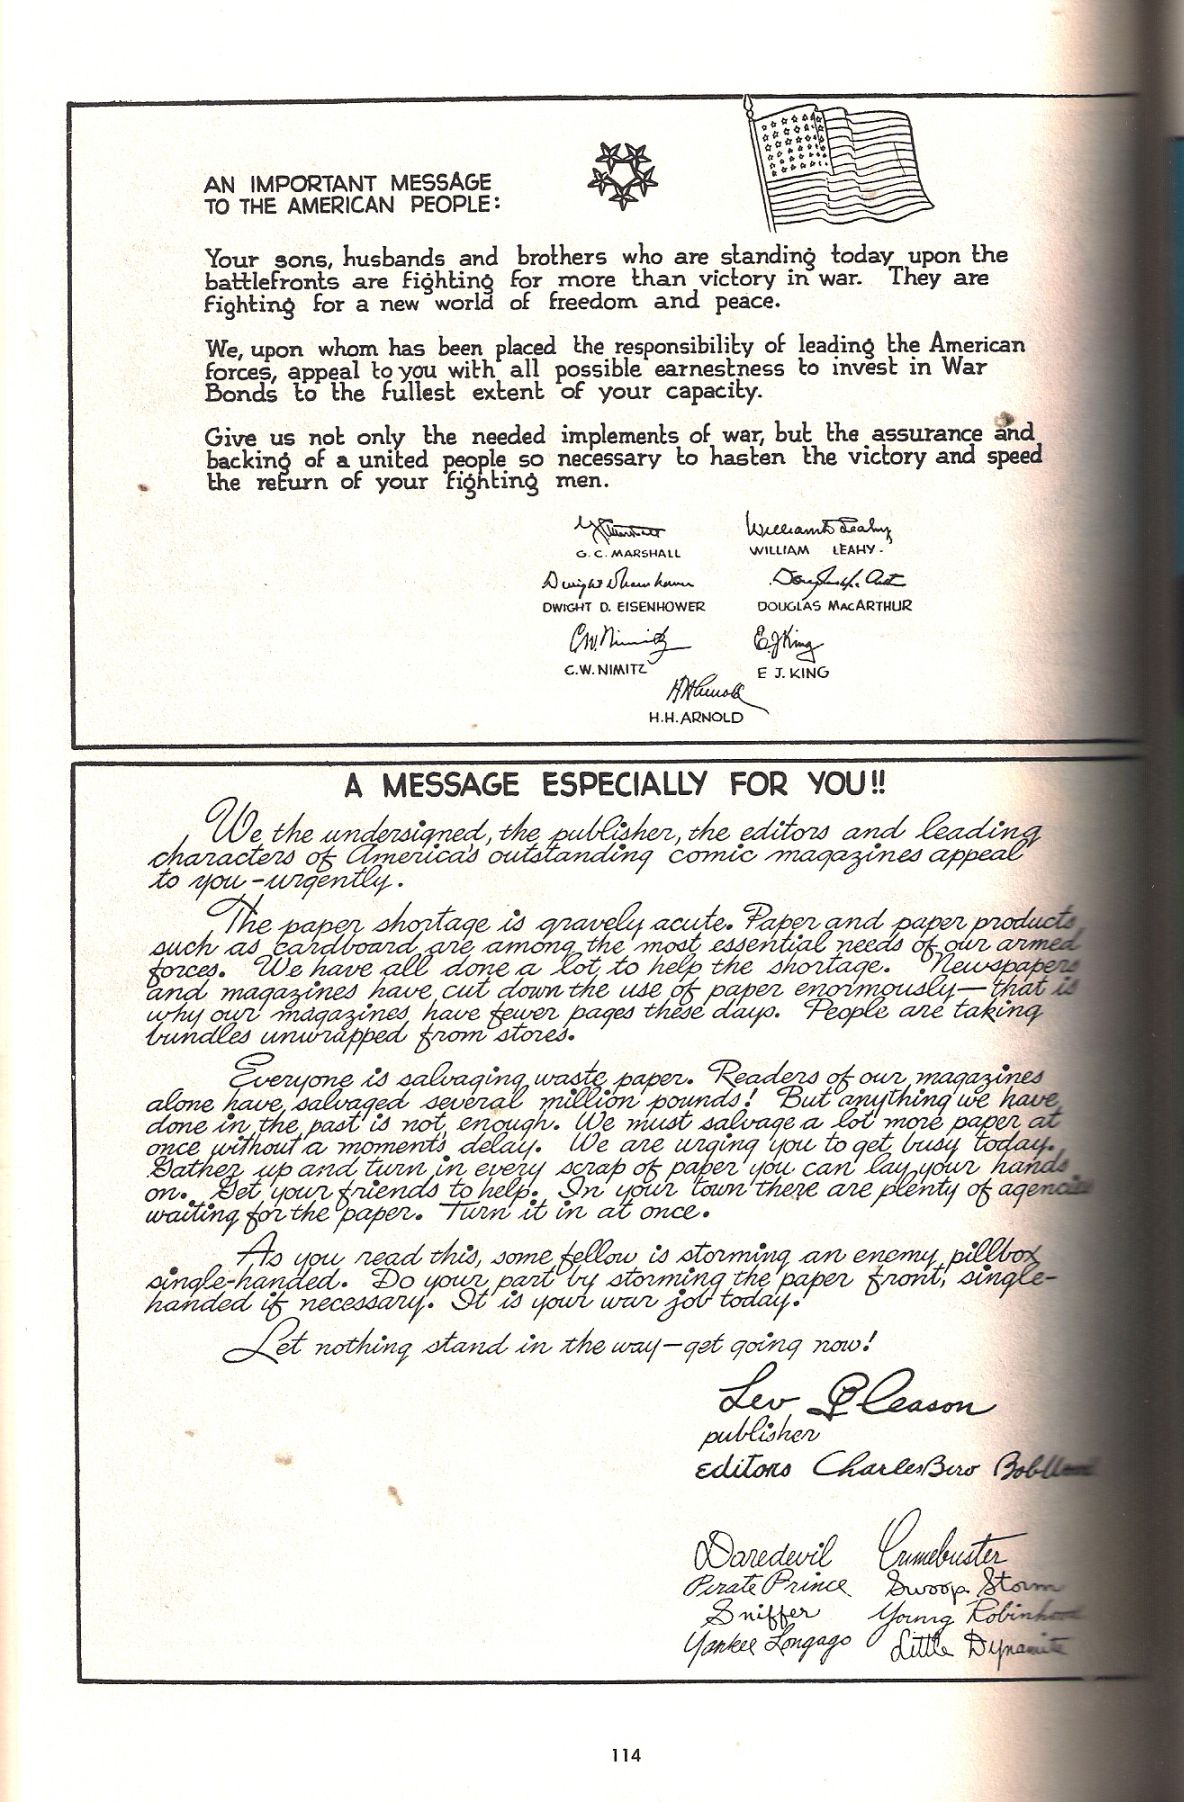 AN IMPORTANT MESSAGE
TO THE AMERICAN PEOPLE:
Your sons, husbands and brothers who are standing today upon the
battlefronts are fighting for more than victory in war. They are
fighting for a new world of freedom and peace.
We, upon whom has been placed the responsibility of leading the American
forces, appeal to you with all possible earnestness to invest in War
Bonds to the fullest extent of your capacity.
Give us not only the needed implements of war, but the assurance and
backing of a united people so necessary to hasten the victory and speed
the return of your fighting men.
G. C. Marshall William D. Leahy
G. C. MARSHALL WILLIAM LEAHY.
Dwight D Eisenhower Douglas MacArthur
DWIGHT D. EISENHOWER DOUGLAS MacARTHUR
C.W. Nimitz E J King
C.W. NIMITZ E J. KING
H H Arnold
H.H. ARNOLD
A MESSAGE ESPECIALLY FOR YOU!!
We the undersigned, the publisher, the editors and leading
characters of America's outstanding comic magazines appeal
to you-urgently.
The paper shortage is gravely acute. Paper and paper products
such as cardboard are among the most essential needs of our armed
forces. We have all done a lot to help the shortage. Newspapers
and magazines have cut down the use of paper enormously—that is
why our magazines have fewer pages these days. People are taking
bundles unwrapped from stores.
Everyone is salvaging waste paper. Readers of our magazines
alone have salvaged several million pounds! But anything we have
done in the past is not enough. We must salvage a lot more paper at
once without a moment's delay. We are urging you to get busy today.
Gather up and turn in every scrap of paper you can lay your hands
on. Get your friends to help. In your town there are plenty of agencies
waiting for the paper. Turn it in at once.
As you read this, some fellow is storming an enemy pillbox
single-handed. Do your part by storming the paper front, single-
handed if necessary. It is your war job today.
Let nothing stand in the way—get going now!
Lev Gleason
publisher
editors Charles Biro Bob Wood
Daredevil Crimebuster
Pirate Prince Swoop Storm
Sniffer Young Robinhood
Yankee Longago Little Dynamite
114